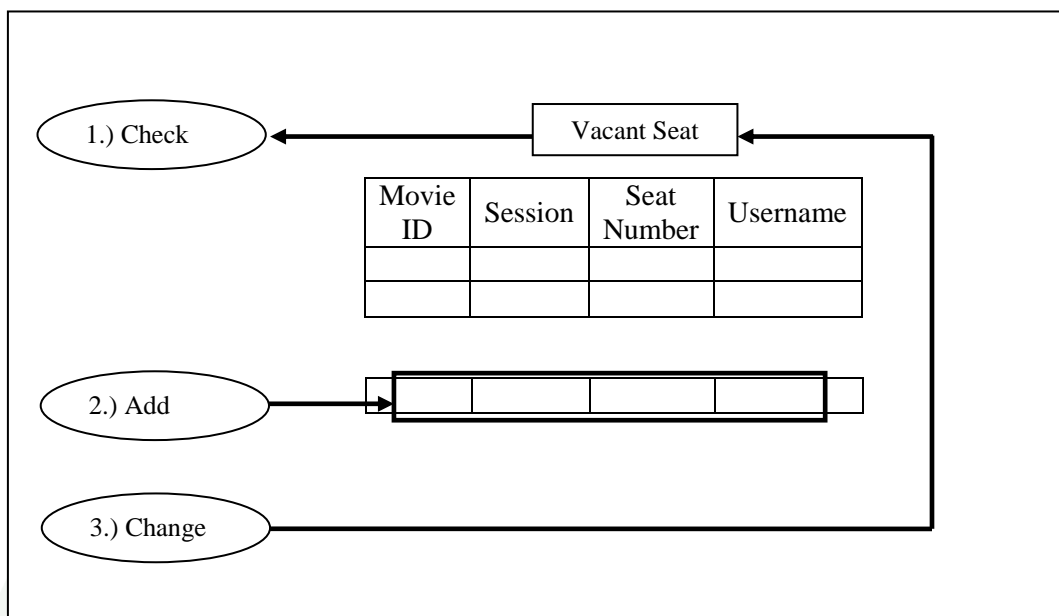 1.) Check
Vacant Seat
Movie
ID
Session
Seat
Number
Username
2.) Add
3.) Change